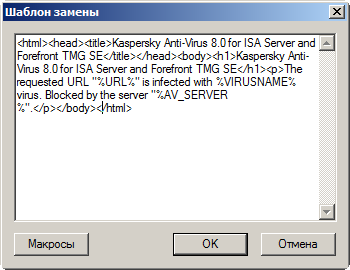 Шаблон замены
<html><head><title>Kaspersky Anti-Virus 8.0 for ISA Server and
Forefront TMG SE</title></head><body><h1>Kaspersky Anti-
Virus 8.0 for ISA Server and Forefront TMG SE</h1><p>The
requested URL "%URL%" is infected with %VIRUSNAME%
virus. Blocked by the server "%AV_SERVER
%".</p></body></html>
Макросы
OK
Отмена